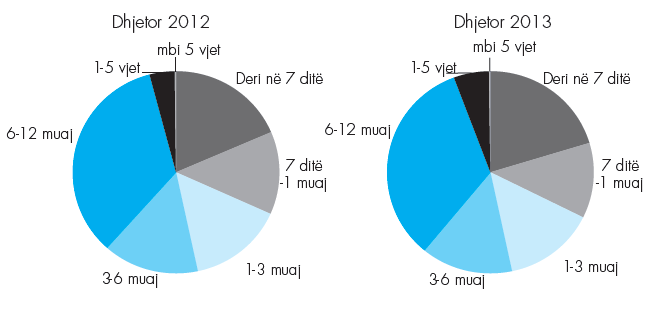 Dhjetor 2012
mbi 5 vjet
1-5 vjet
Deri në 7 ditë
6-12 muaj
7 ditë
-1 muaj
3-6 muaj
1-3 muaj
Dhjetor 2013
mbi 5 vjet
1-5 vjet
Deri në 7 ditë
6-12 muaj
7 ditë
-1 muaj
3-6 muaj
1-3 muaj